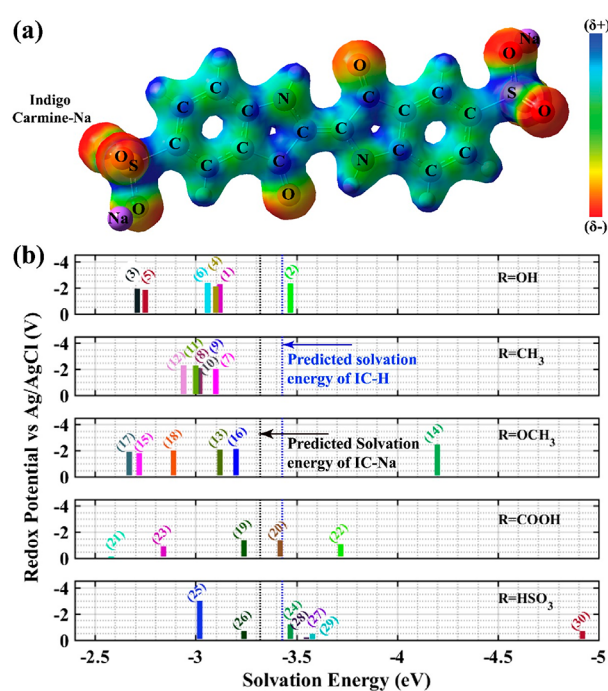 (a)
Indigo
Carmine-Na
O
S
O
Na
C
C
C
C
C
C
N
C
C
O
C
O
C
C
N
C
C
C
C
C
C
S
O
O
Na
(δ+)
(δ-)
(b)
Redox Potential vs Ag/AgCl (V)
-4
-2
0
(3)
(5)
(6)
(4)
(1)
(2)
R=OH
-4
-2
0
(12)
(11)
(8)
(10)
(9)
(7)
R=CH3
Predicted solvation
energy of IC-H
-4
-2
0
(17)
(15)
(18)
(13)
(16)
(14)
R=OCH3
Predicted Solvation
energy of IC-Na
-4
-2
0
(21)
(23)
(19)
(20)
(22)
R=COOH
-4
-2
0
(25)
(26)
(24)
(28)
(27)
(29)
(30)
R=HSO3
-2.5 -3 -3.5 -4 -4.5 -5
Solvation Energy (eV)